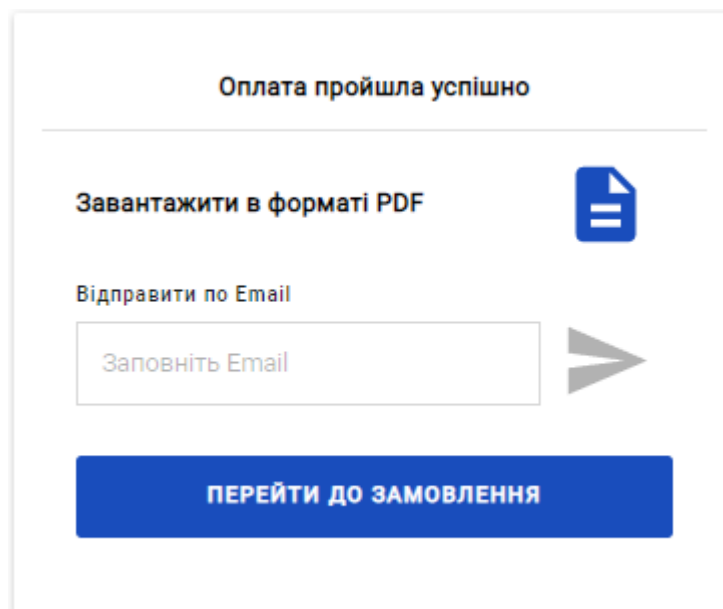 Оплата пройшла успішно
Завантажити в форматі PDF
Відправити по Email
Заповніть Email
ПЕРЕЙТИ ДО ЗАМОВЛЕННЯ